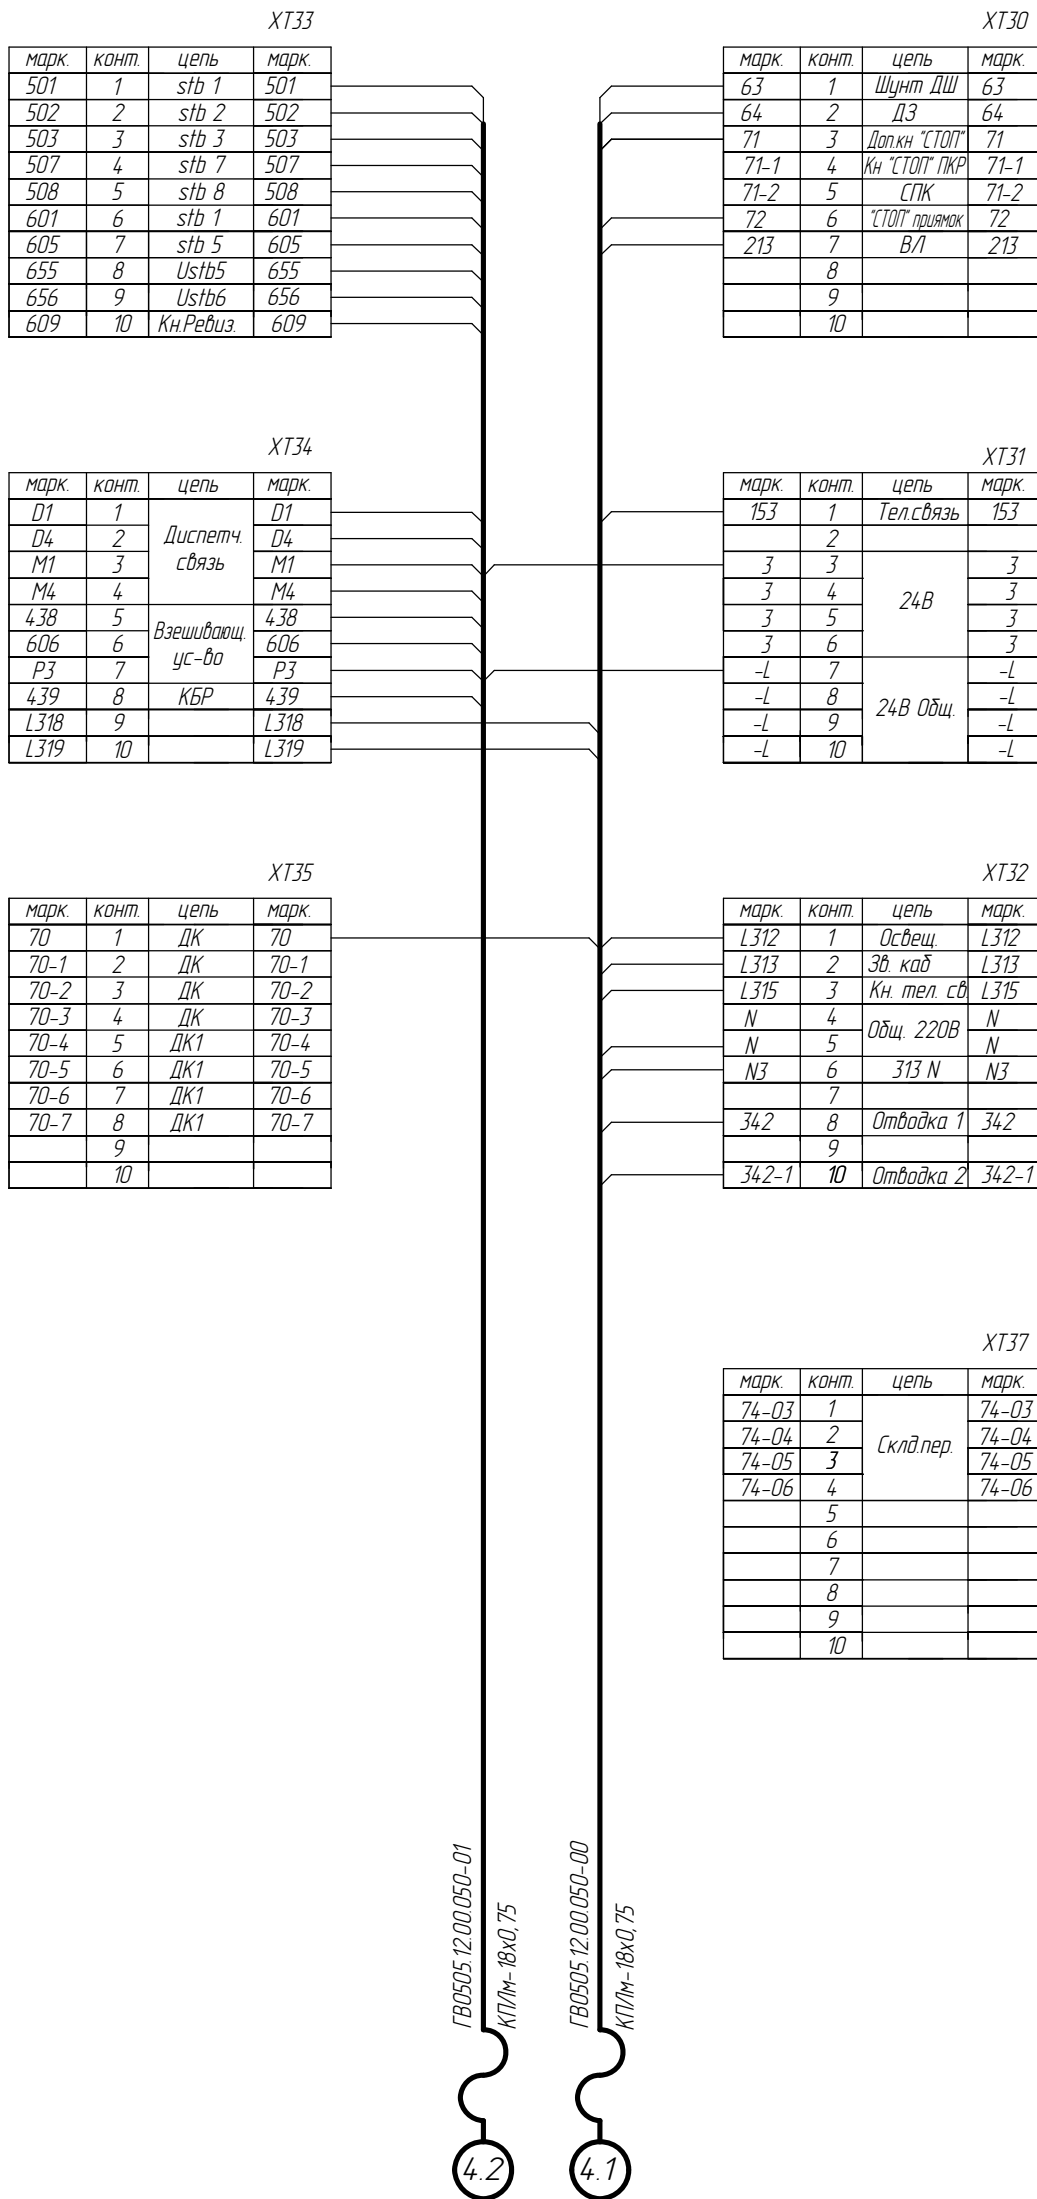 XT33
марк. конт. цепь марк.
501 1 stb 1 501
502 2 stb 2 502
503 3 stb 3 503
507 4 stb 7 507
508 5 stb 8 508
601 6 stb 1 601
605 7 stb 5 605
655 8 Ustb5 655
656 9 Ustb6 656
609 10 Кн.Ревиз. 609
XT30
марк. конт. цепь марк.
63 1 Шунт ДШ 63
64 2 ДЗ 64
71 3 Доп.кн "СТОП" 71
71-1 4 Кн "СТОП" ПКР 71-1
71-2 5 СПК 71-2
72 6 "СТОП" приямок 72
213 7 ВЛ 213
8
9
10
XT34
марк. конт. цепь марк.
D1 1 D1
D4 2 Диспетч. D4
M1 3 связь M1
M4 4 M4
438 5 Взешивающ. 438
606 6 ус-во 606
P3 7 P3
439 8 КБР 439
L318 9 L318
L319 10 L319
XT31
марк. конт. цепь марк.
153 1 Тел.связь 153
2
3 3 3
3 4 24В 3
3 5 3
3 6 3
-L 7 -L
-L 8 24В Общ. -L
-L 9 -L
-L 10 -L
XT35
марк. конт. цепь марк.
70 1 ДК 70
70-1 2 ДК 70-1
70-2 3 ДК 70-2
70-3 4 ДК 70-3
70-4 5 ДК1 70-4
70-5 6 ДК1 70-5
70-6 7 ДК1 70-6
70-7 8 ДК1 70-7
9
10
XT32
марк. конт. цепь марк.
L312 1 Освещ. L312
L313 2 Зв. каб L313
L315 3 Кн. тел. св. L315
N 4 Общ. 220В N
N 5 N
N3 6 313 N N3
7
342 8 Отводка 1 342
9
342-1 10 Отводка 2 342-1
XT37
марк. конт. цепь марк.
74-03 1 74-03
74-04 2 Склд.пер. 74-04
74-05 3 74-05
74-06 4 74-06
5
6
7
8
9
10
ГВ0505.12.00.050-01
КПЛм-18х0,75
ГВ0505.12.00.050-00
КПЛм-18х0,75
4.2
4.1